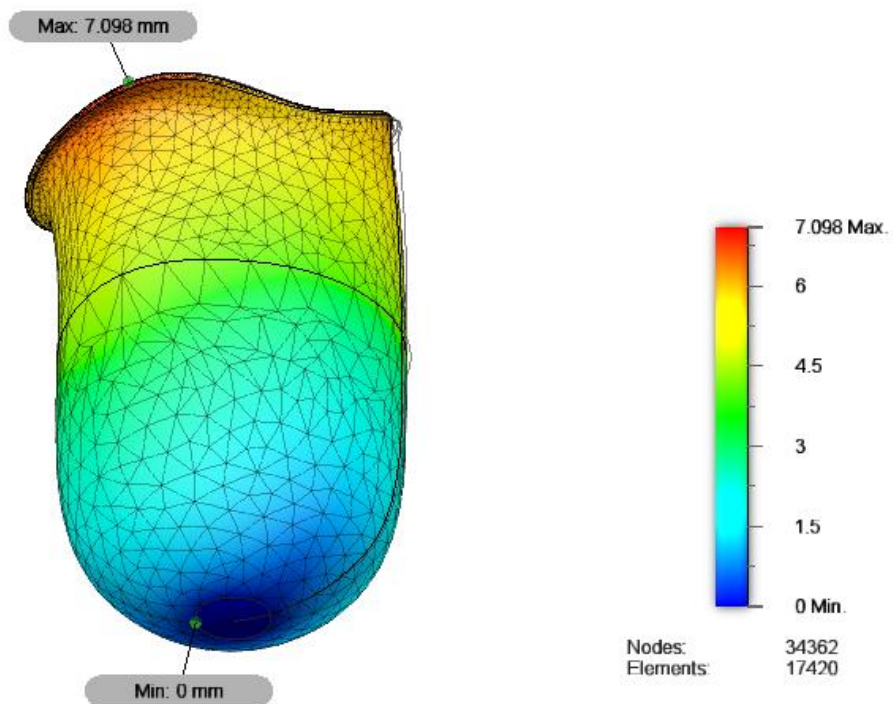 Max: 7.098 mm
7.098 Max.
6
4.5
3
1.5
0 Min.
Nodes: 34362
Elements: 17420
Min: 0 mm